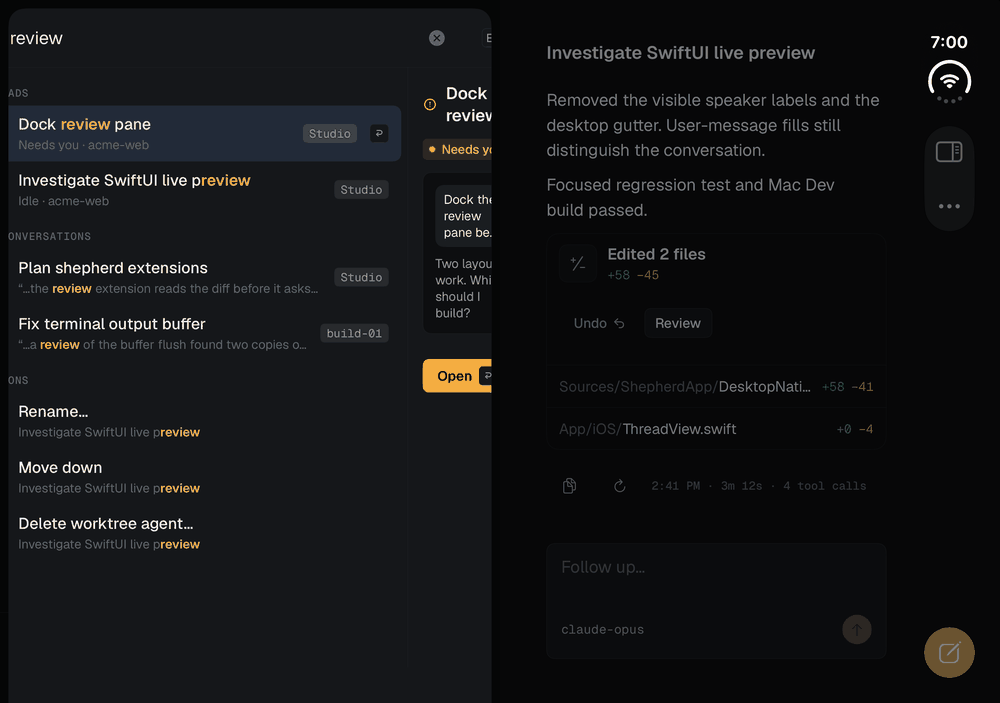 review
E
ADS
Dock review pane
Studio
Needs you · acme-web
Investigate SwiftUI live preview
Studio
Idle · acme-web
ONVERSATIONS
Plan shepherd extensions
Studio
“…the review extension reads the diff before it asks…
Fix terminal output buffer
build-01
“…a review of the buffer flush found two copies o…
ONS
Rename…
Investigate SwiftUI live preview
Move down
Investigate SwiftUI live preview
Delete worktree agent…
Investigate SwiftUI live preview
Dock
review
Needs yo
Dock the
review
pane be…
Two layou
work. Whi
should I
build?
Open
Investigate SwiftUI live preview
Removed the visible speaker labels and the
desktop gutter. User-message fills still
distinguish the conversation.
Focused regression test and Mac Dev
build passed.
Edited 2 files
+58 −45
Undo
Review
Sources/ShepherdApp/DesktopNati… +58 −41
App/iOS/ThreadView.swift +0 −4
2:41 PM · 3m 12s · 4 tool calls
Follow up…
claude-opus
7:00